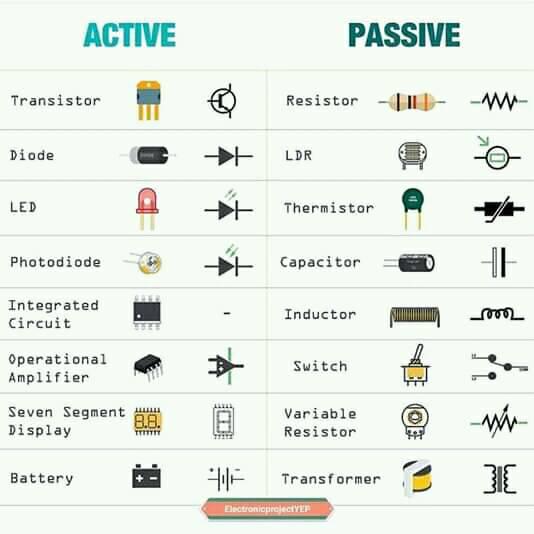 ACTIVE PASSIVE
Transistor Resistor
Diode LDR
LED Thermistor
Photodiode Capacitor
Integrated
Circuit
- Inductor
Operational
Amplifier
Switch
Seven Segment
Display
Variable
Resistor
Battery Transformer
ElectronicprojectYEP